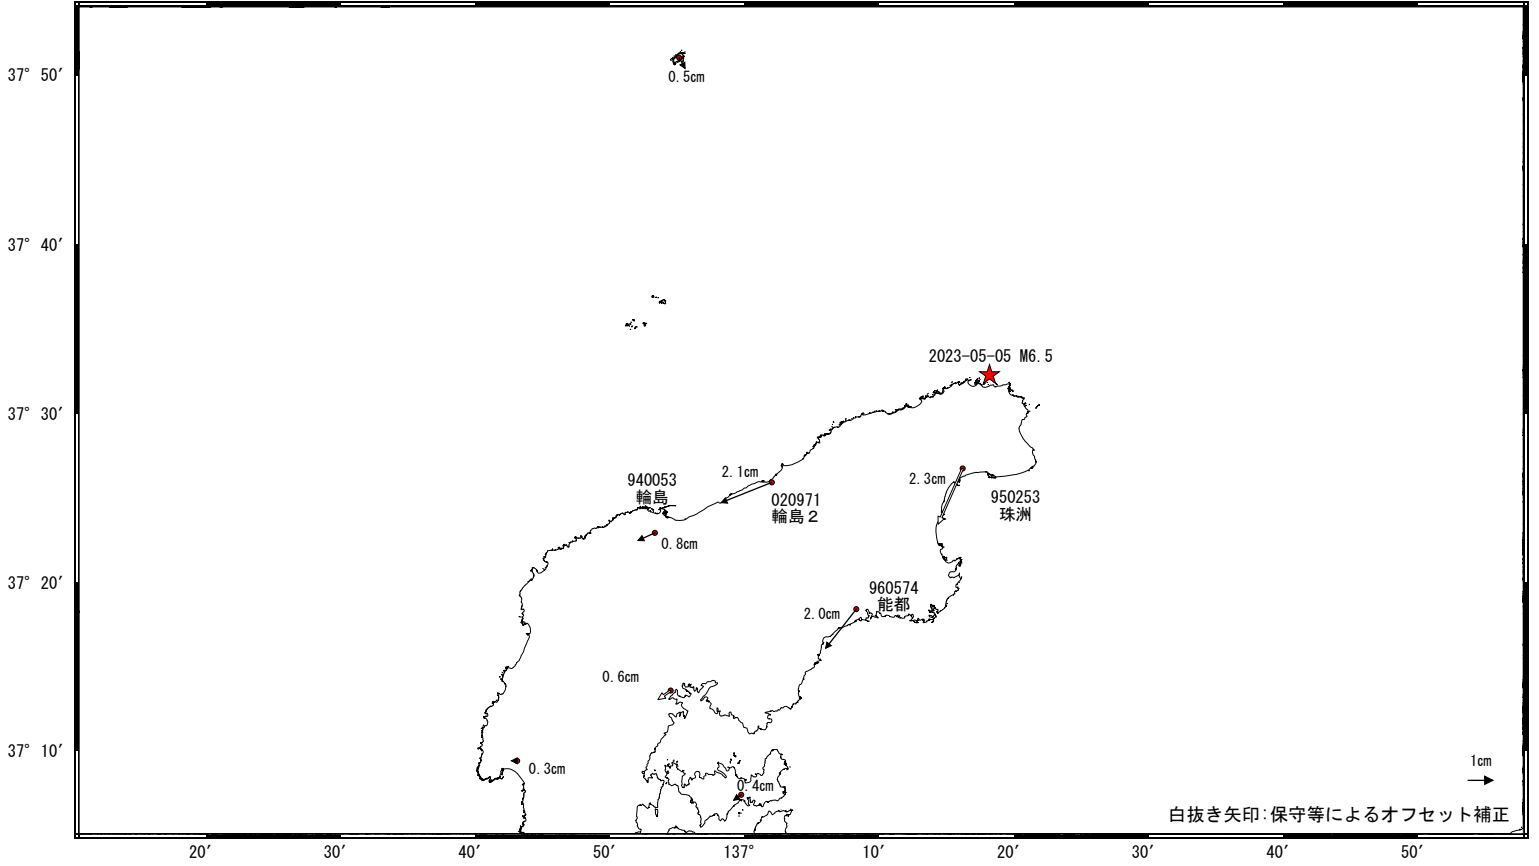 37° 50′
0.5cm
37° 40′
2023-05-05 M6.5
37° 30′
940053
輪島
2.1cm
020971
輪島２
2.3cm
950253
珠洲
0.8cm
37° 20′
960574
能都
2.0cm
0.6cm
37° 10′
0.3cm
0.4cm
1cm
白抜き矢印:保守等によるオフセット補正
20′ 30′ 40′ 50′ 137° 10′ 20′ 30′ 40′ 50′